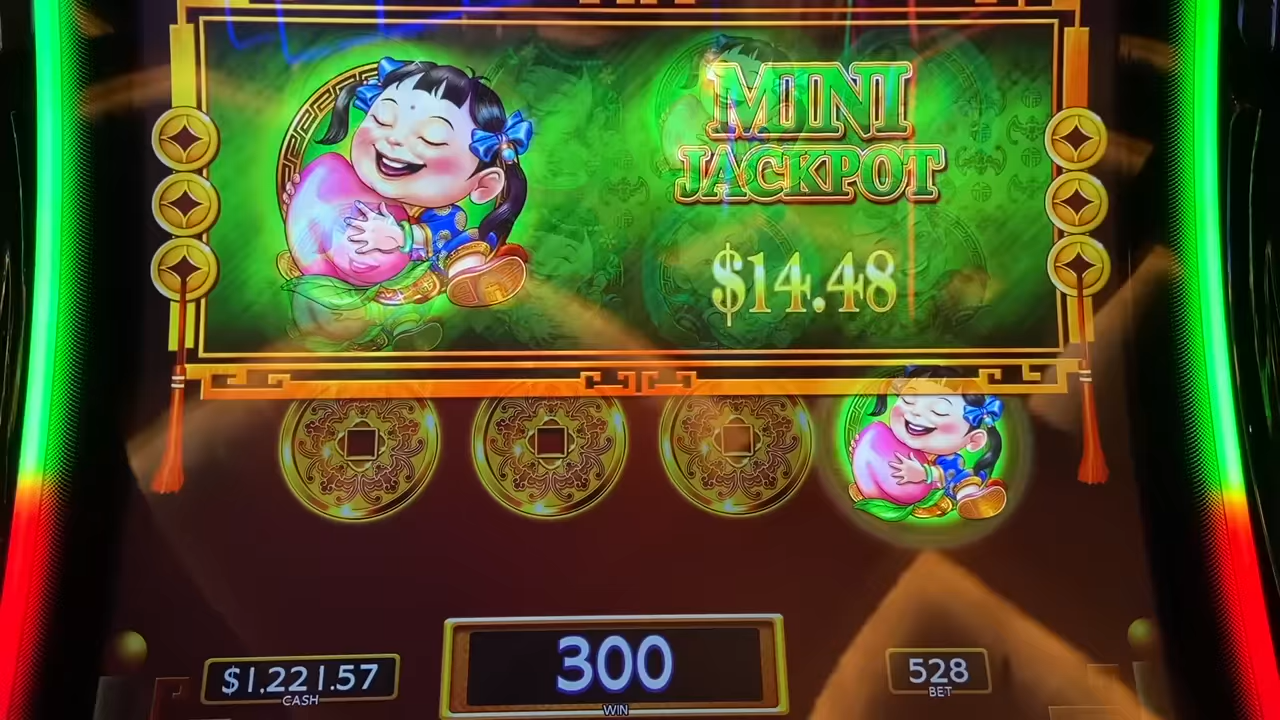 MINI
JACKPOT
$14.48
$1,221.57
CASH
300
WIN
528
BET